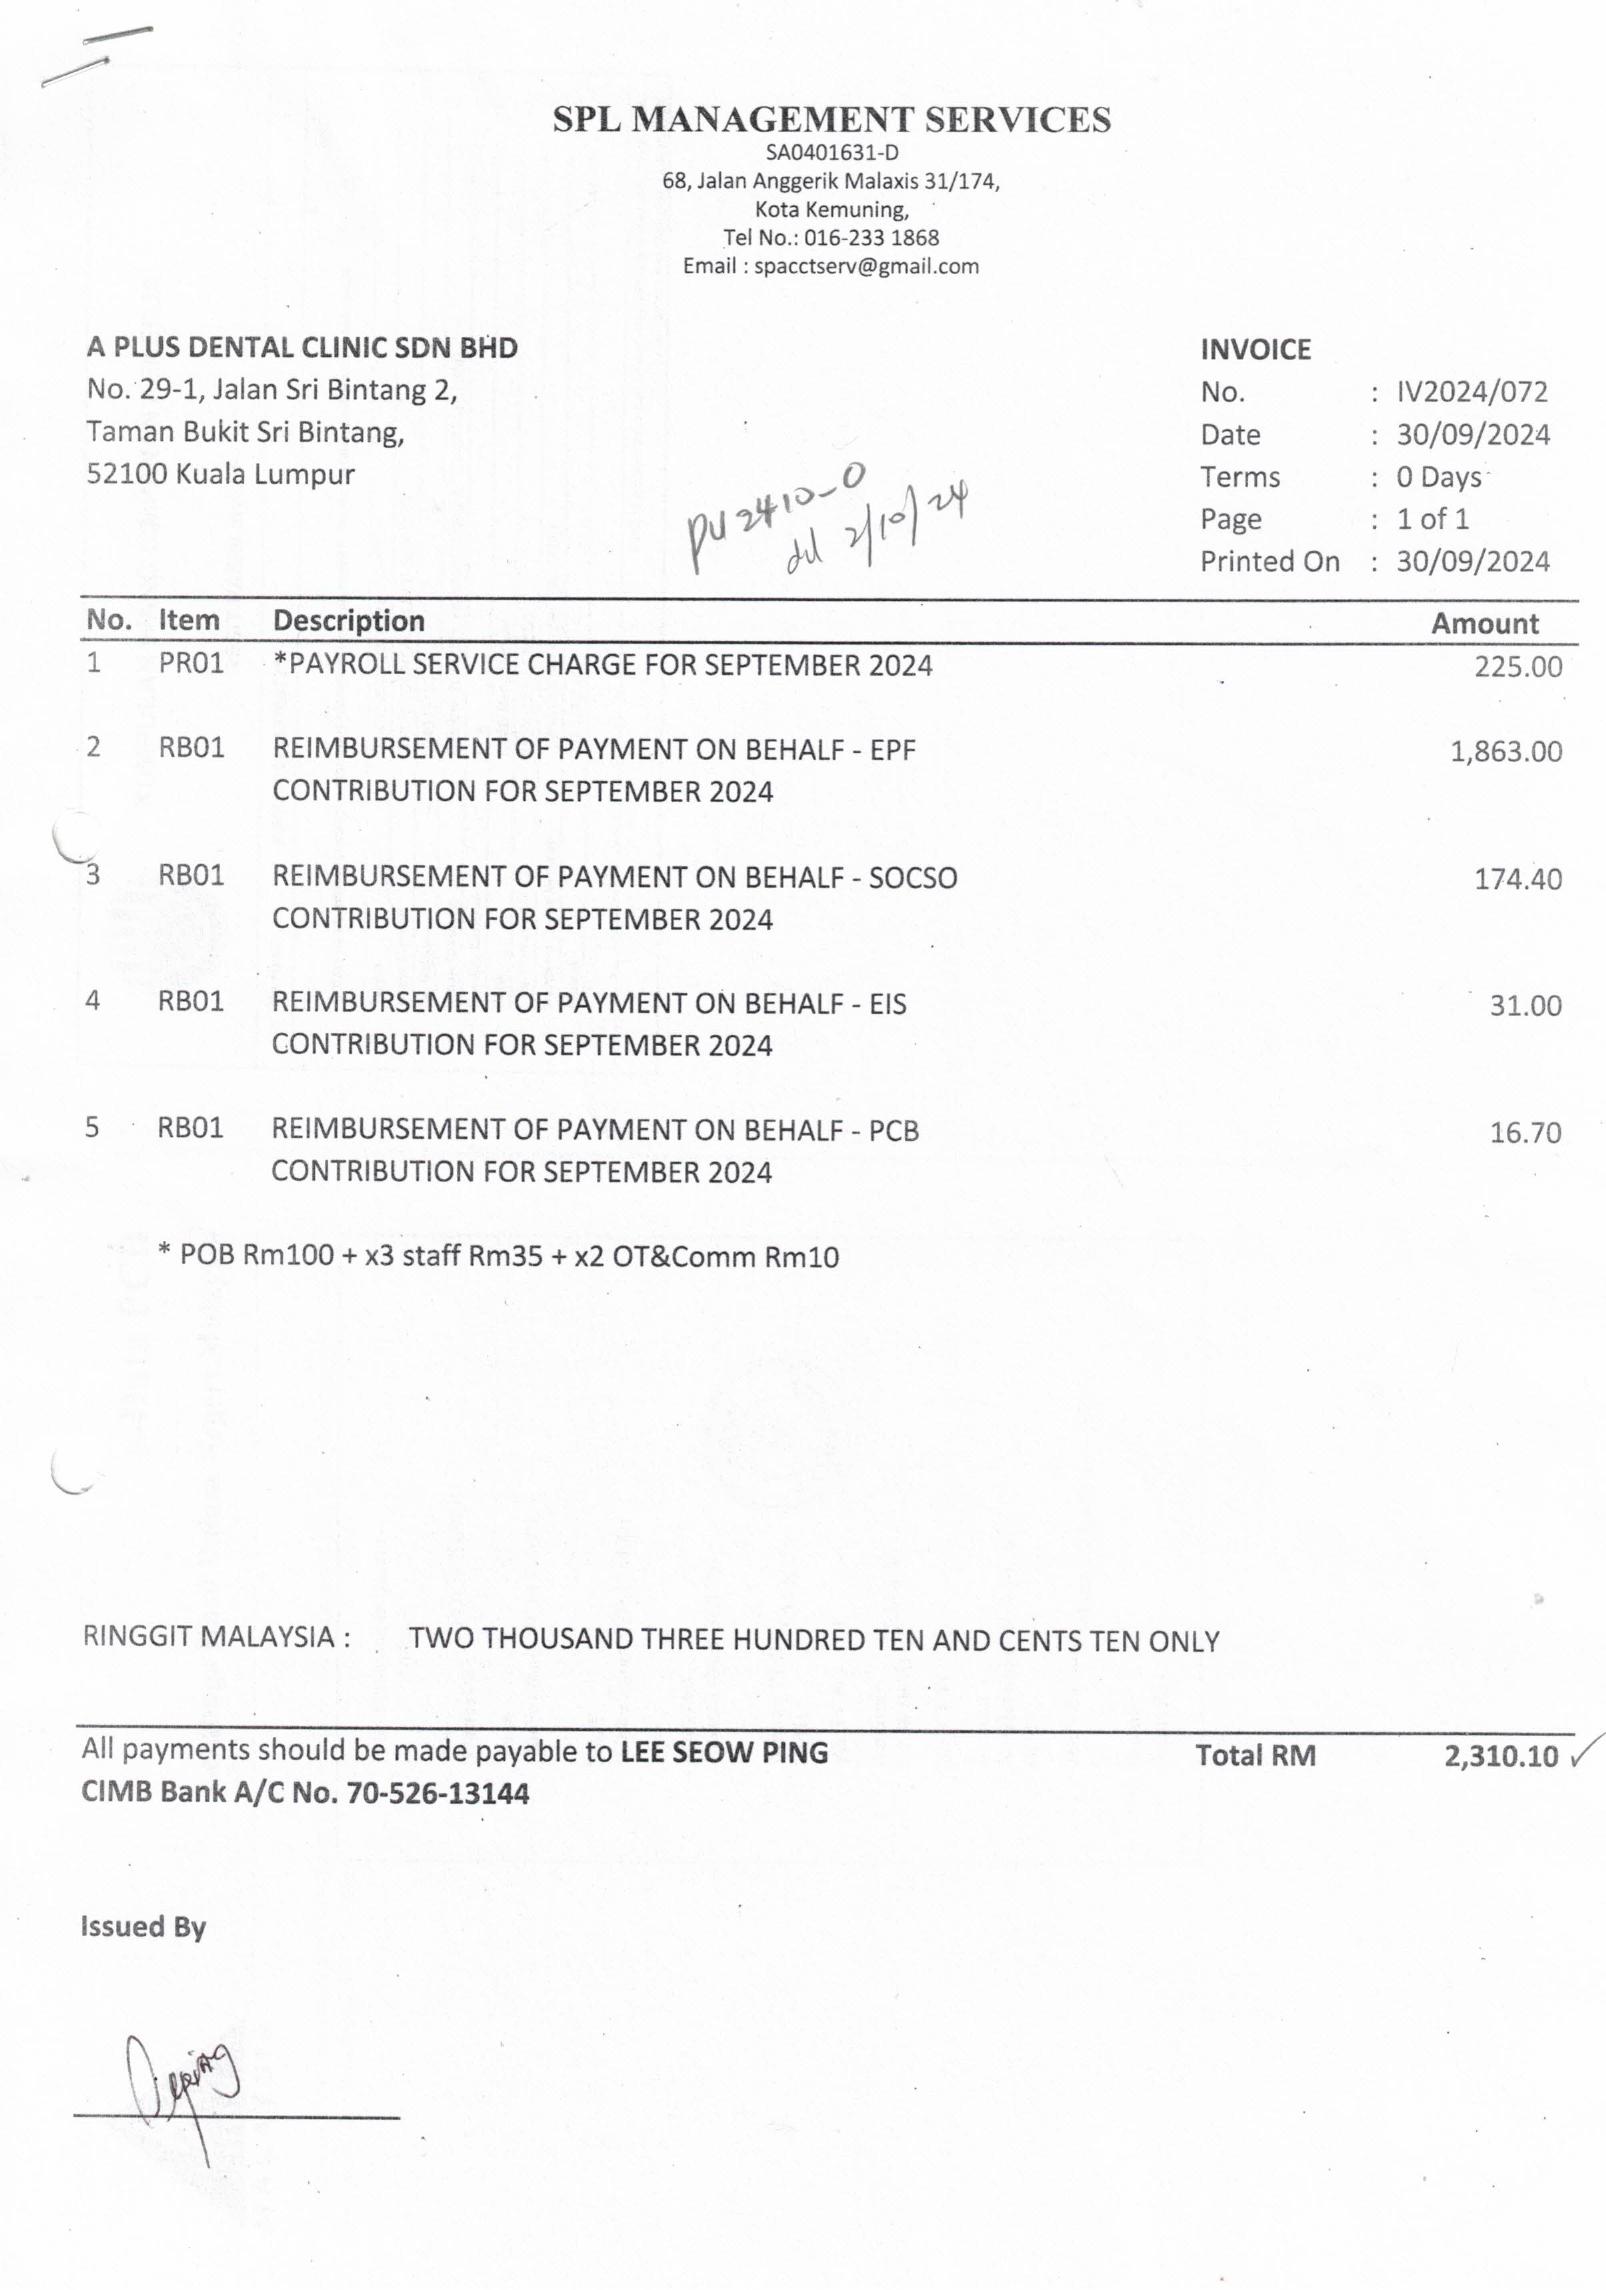 SPL MANAGEMENT SERVICES
SA0401631-D
68, Jalan Anggerik Malaxis 31/174,
Kota Kemuning,
Tel No.: 016-233 1868
Email : spacctserv@gmail.com
A PLUS DENTAL CLINIC SDN BHD
No. 29-1, Jalan Sri Bintang 2,
Taman Bukit Sri Bintang,
52100 Kuala Lumpur
INVOICE
No. : IV2024/072
Date : 30/09/2024
Terms : 0 Days
Page : 1 of 1
Printed On : 30/09/2024
2/10/24
No. Item Description Amount
1 PR01 *PAYROLL SERVICE CHARGE FOR SEPTEMBER 2024 225.00
2 RB01 REIMBURSEMENT OF PAYMENT ON BEHALF - EPF 1,863.00
CONTRIBUTION FOR SEPTEMBER 2024
3 RB01 REIMBURSEMENT OF PAYMENT ON BEHALF - SOCSO 174.40
CONTRIBUTION FOR SEPTEMBER 2024
4 RB01 REIMBURSEMENT OF PAYMENT ON BEHALF - EIS 31.00
CONTRIBUTION FOR SEPTEMBER 2024
5 RB01 REIMBURSEMENT OF PAYMENT ON BEHALF - PCB 16.70
CONTRIBUTION FOR SEPTEMBER 2024
* POB Rm100 + x3 staff Rm35 + x2 OT&Comm Rm10
RINGGIT MALAYSIA : TWO THOUSAND THREE HUNDRED TEN AND CENTS TEN ONLY
All payments should be made payable to LEE SEOW PING Total RM 2,310.10 ✓
CIMB Bank A/C No. 70-526-13144
Issued By